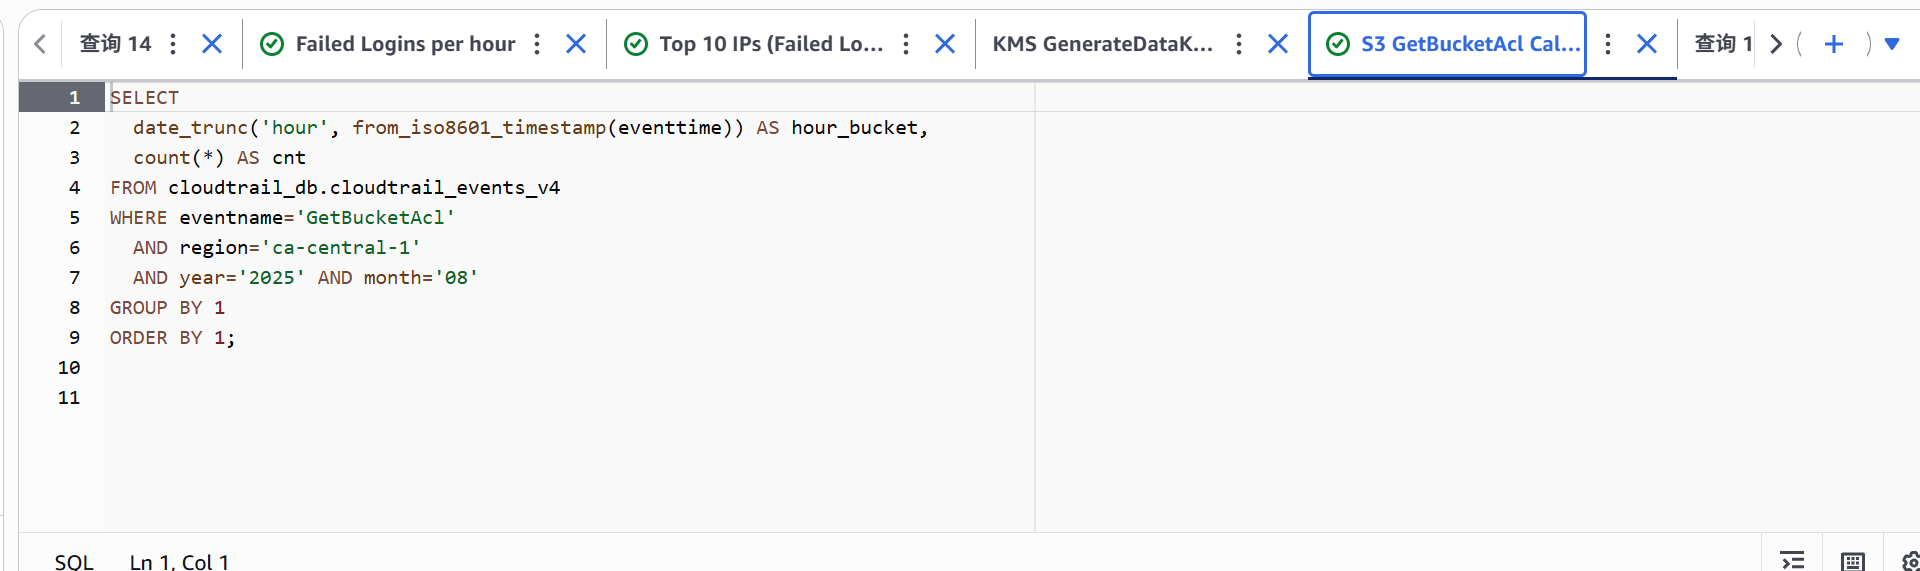 查询 14
Failed Logins per hour
Top 10 IPs (Failed Lo...
KMS GenerateDataK...
S3 GetBucketAcl Cal...
查询 1
1 SELECT
2 date_trunc('hour', from_iso8601_timestamp(eventtime)) AS hour_bucket,
3 count(*) AS cnt
4 FROM cloudtrail_db.cloudtrail_events_v4
5 WHERE eventname='GetBucketAcl'
6 AND region='ca-central-1'
7 AND year='2025' AND month='08'
8 GROUP BY 1
9 ORDER BY 1;
10
11
SQL Ln 1, Col 1